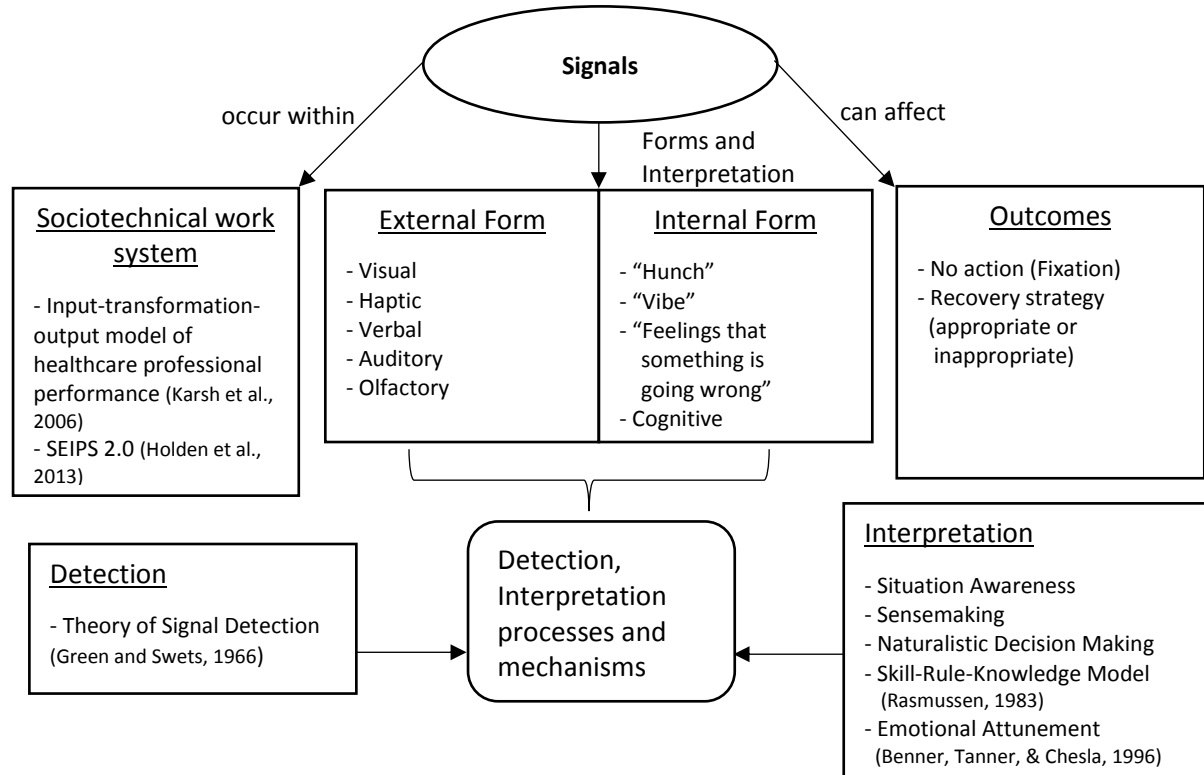 Signals
occur within
Forms and
Interpretation
can affect
Sociotechnical work
system
- Input-transformation-
output model of
healthcare professional
performance (Karsh et al.,
2006)
- SEIPS 2.0 (Holden et al.,
2013)
External Form
- Visual
- Haptic
- Verbal
- Auditory
- Olfactory
Internal Form
- “Hunch”
- “Vibe”
- “Feelings that
something is
going wrong”
- Cognitive
Outcomes
- No action (Fixation)
- Recovery strategy
(appropriate or
inappropriate)
Detection
- Theory of Signal Detection
(Green and Swets, 1966)
Detection,
Interpretation
processes and
mechanisms
Interpretation
- Situation Awareness
- Sensemaking
- Naturalistic Decision Making
- Skill-Rule-Knowledge Model
(Rasmussen, 1983)
- Emotional Attunement
(Benner, Tanner, & Chesla, 1996)